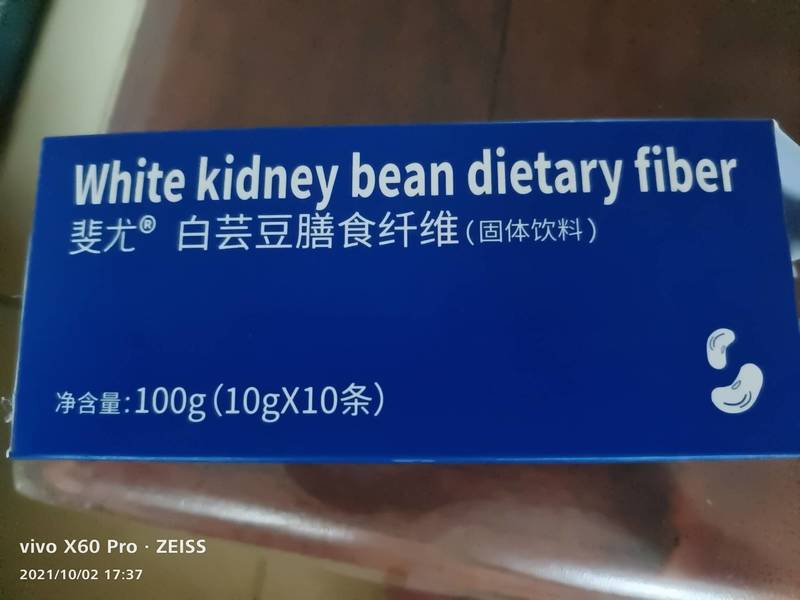 White kidney bean dietary fiber
斐尤® 白芸豆膳食纤维(固体饮料)
净含量:100g(10gX10条)
vivo X60 Pro · ZEISS
2021/10/02 17:37